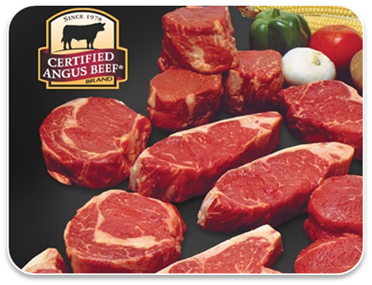 SINCE 1978
CERTIFIED
ANGUS BEEF®
BRAND